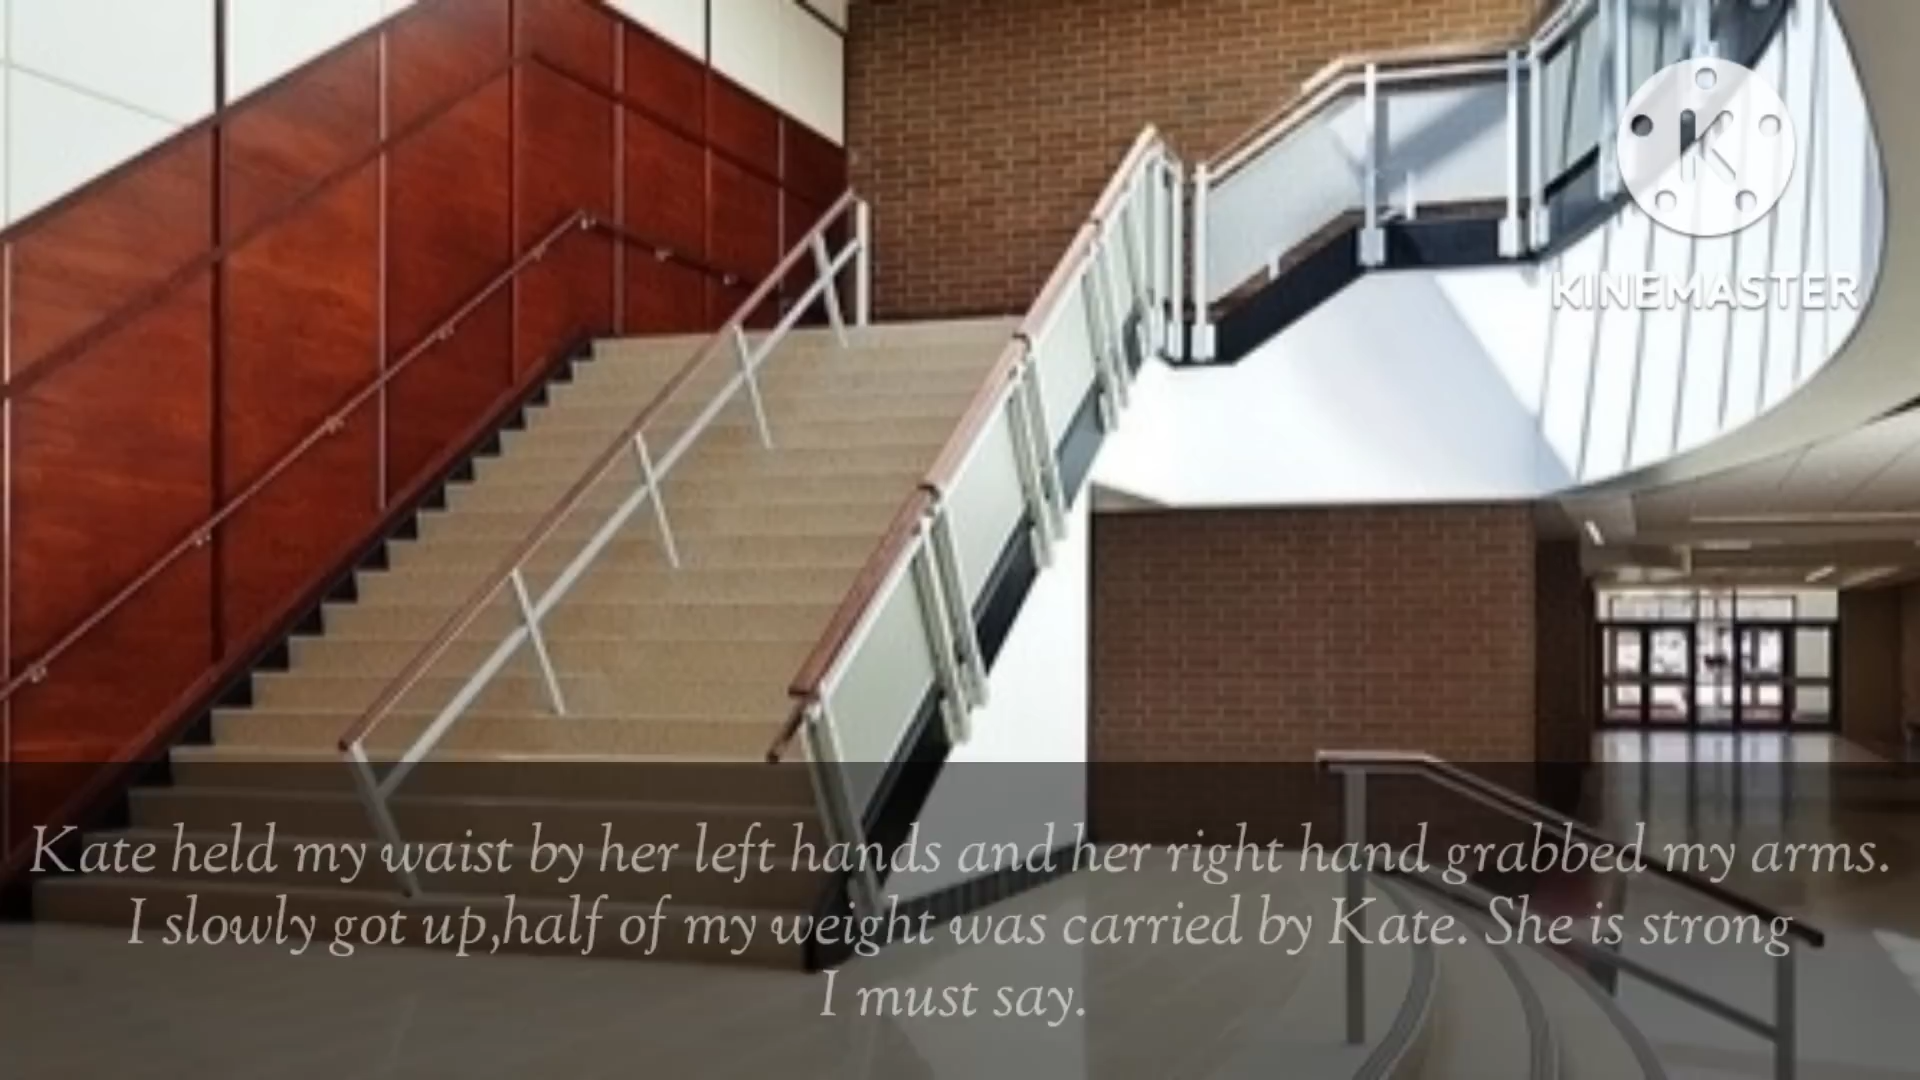 KINEMASTER
Kate held my waist by her left hands and her right hand grabbed my arms.
I slowly got up,half of my weight was carried by Kate. She is strong
I must say.